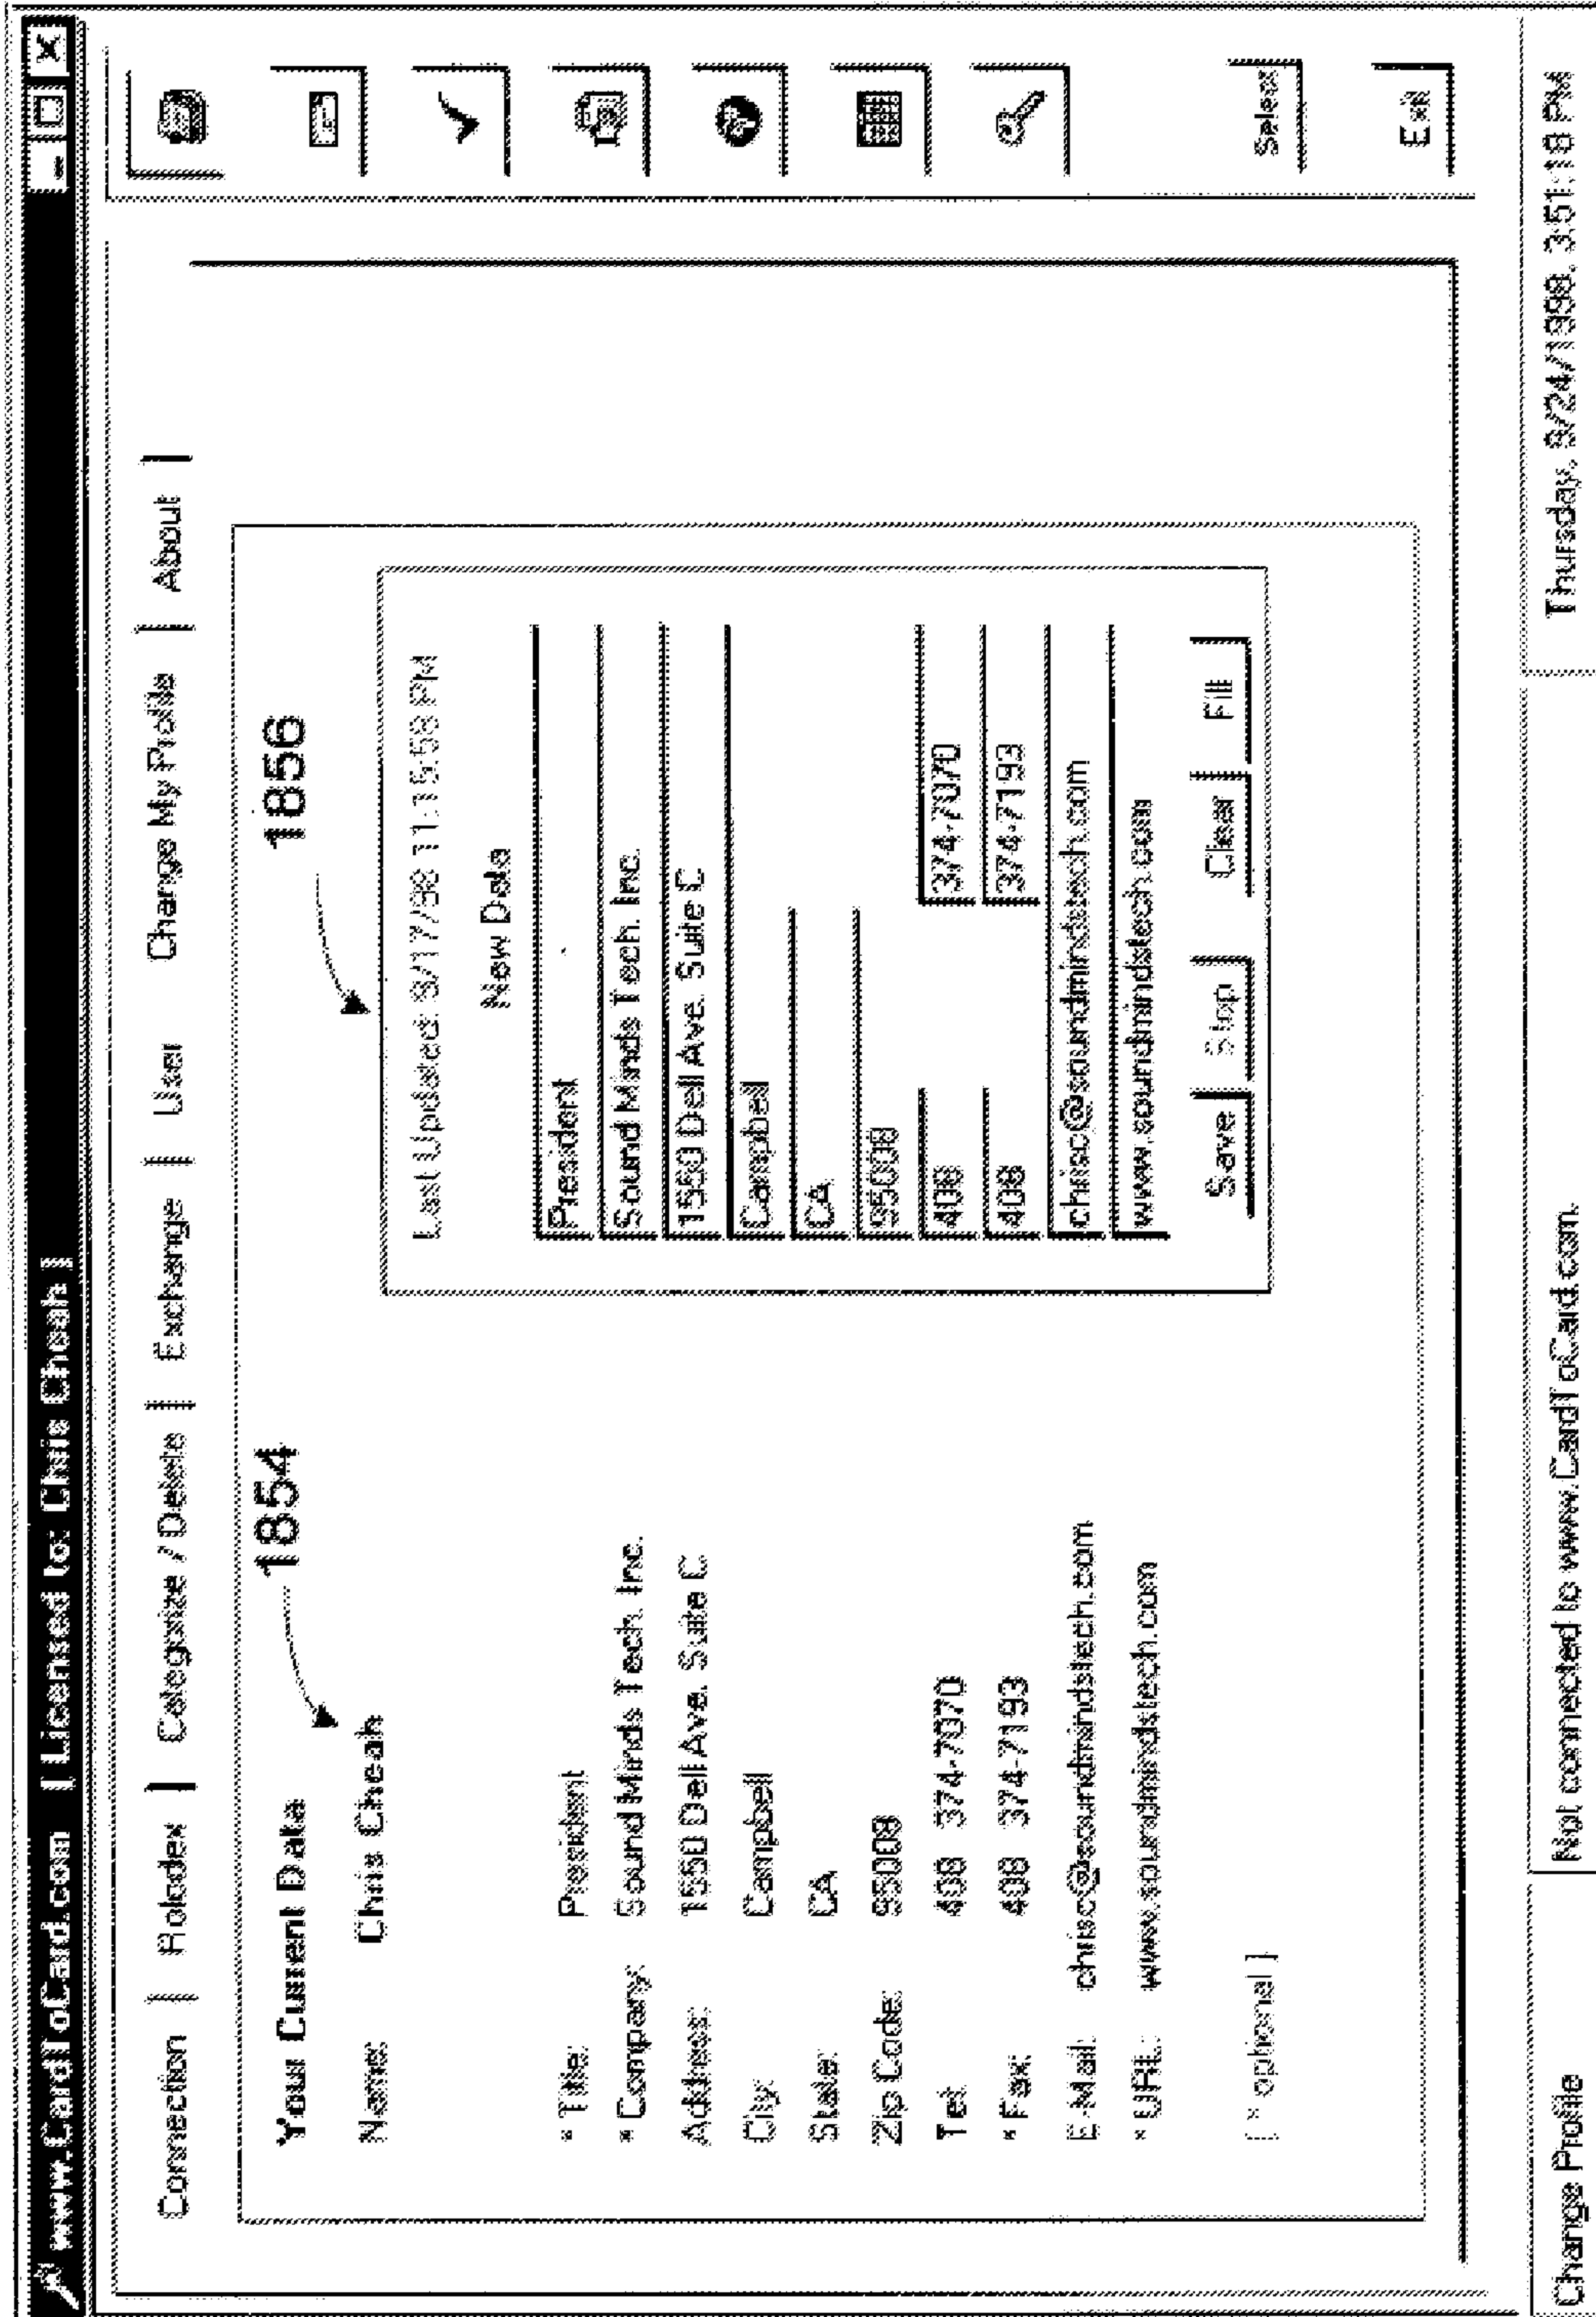 www.CardToCard.com [ Licensed to: Chris Cheah ]
Connection | Rolodex | Categorize / Delete | Exchange | User Change My Profile | About |
Your Current Data 1854 1856
Name: Chris Cheah
Last Updated: 9/17/98 11:15:58 PM
New Data
* Title: President President
* Company: Sound Minds Tech. Inc. Sound Minds Tech. Inc.
Address: 1550 Dell Ave. Suite C 1550 Dell Ave. Suite C
City: Campbell Campbell
State: CA CA
Zip Code: 95008 95008
Tel: 408 374-7070 408 374-7070
* Fax: 408 374-7193 408 374-7193
E-Mail: chrisc@soundmindstech.com chrisc@soundmindstech.com
* URL: www.soundmindstech.com www.soundmindstech.com
[ * optional ] Save Stop Clear Fill
Select
Exit
Change Profile Not connected to www.CardToCard.com. Thursday, 9/24/1998, 3:51:18 PM